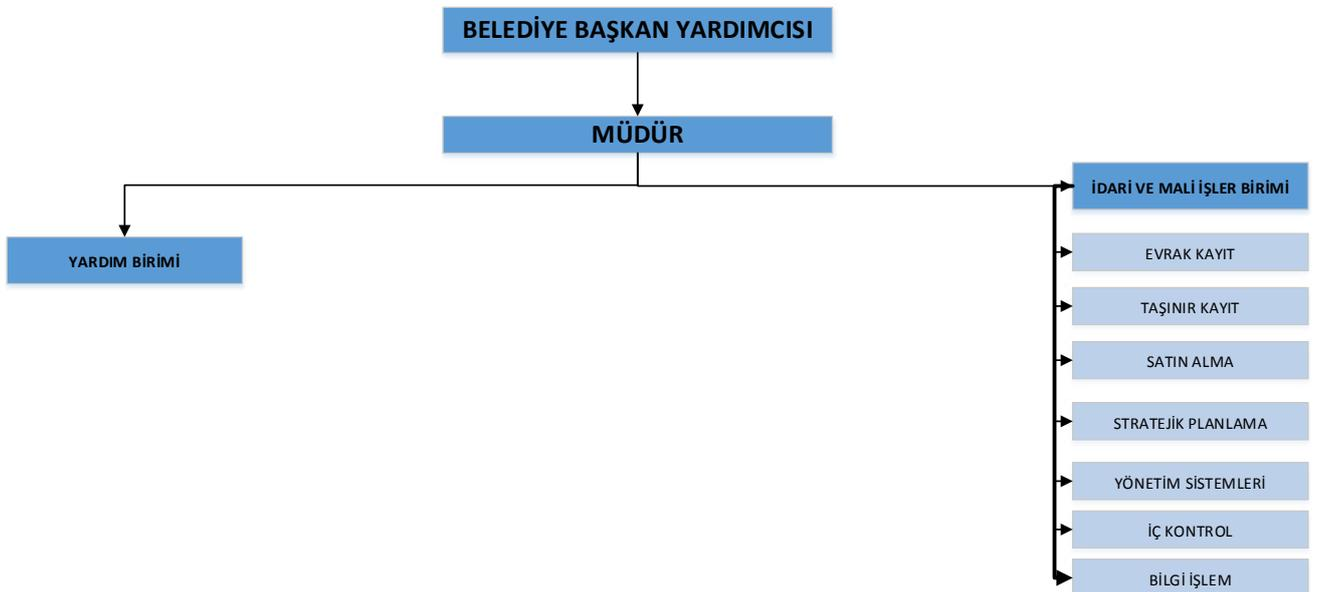 BELEDİYE BAŞKAN YARDIMCISI
MÜDÜR
İDARİ VE MALİ İŞLER BİRİMİ
YARDIM BİRİMİ
EVRAK KAYIT
TAŞINIR KAYIT
SATIN ALMA
STRATEJİK PLANLAMA
YÖNETİM SİSTEMLERİ
İÇ KONTROL
BİLGİ İŞLEM